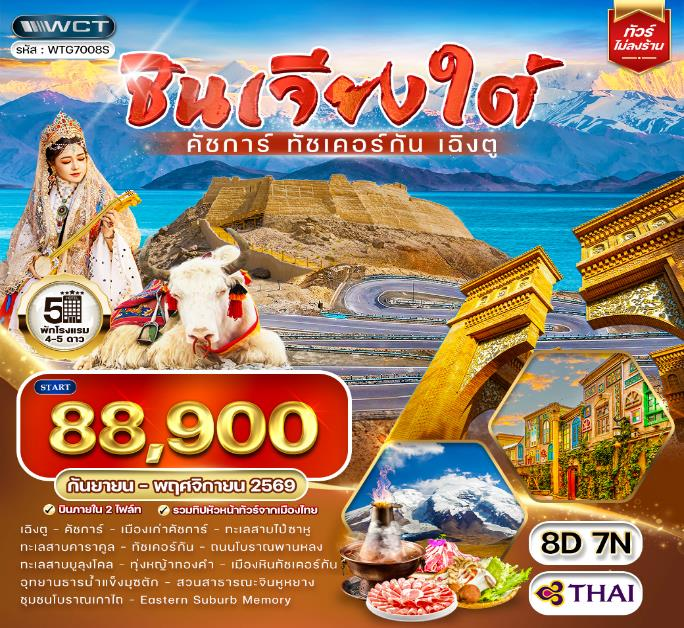 WCT
รหัส : WTG7008S
ทัวร์
ไม่ลงร้าน
ซินเจียงใต้
คัชการ์ ทัชเคอร์กัน เฉิงตู
5
พักโรงแรม
4-5 ดาว
START
88,900
กันยายน - พฤศจิกายน 2569
บินภายใน 2 ไฟล์ท
รวมทิปหัวหน้าทัวร์จากเมืองไทย
เฉิงตู - คัชการ์ - เมืองเก่าคัชการ์ - ทะเลสาบไป๋ซาหู
ทะเลสาบคาราคูล - ทัชเคอร์กัน - ถนนโบราณพานหลง
ทะเลสาบบูลุงโคล - ทุ่งหญ้าทองคำ - เมืองหินทัชเคอร์กัน
อุทยานธารน้ำแข็งมุซตัก - สวนสาธารณะจินหูหยาง
ชุมชนโบราณเกาไถ - Eastern Suburb Memory
8D 7N
THAI